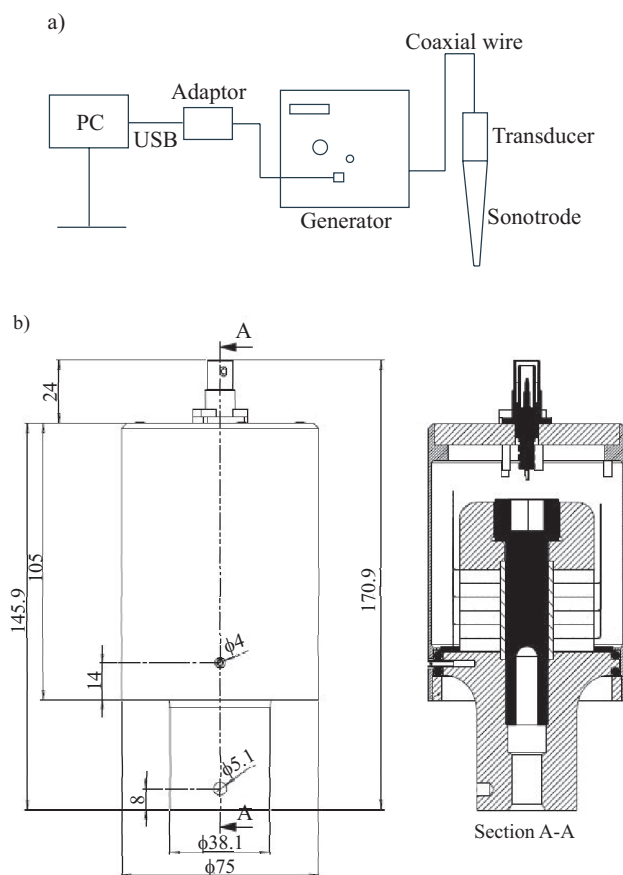 a)
Coaxial wire
Adaptor
PC
USB
Transducer
Generator
Sonotrode
b)
A
24
105
145.9
170.9
ϕ4
14
ϕ5.1
8
A
ϕ38.1
ϕ75
Section A-A